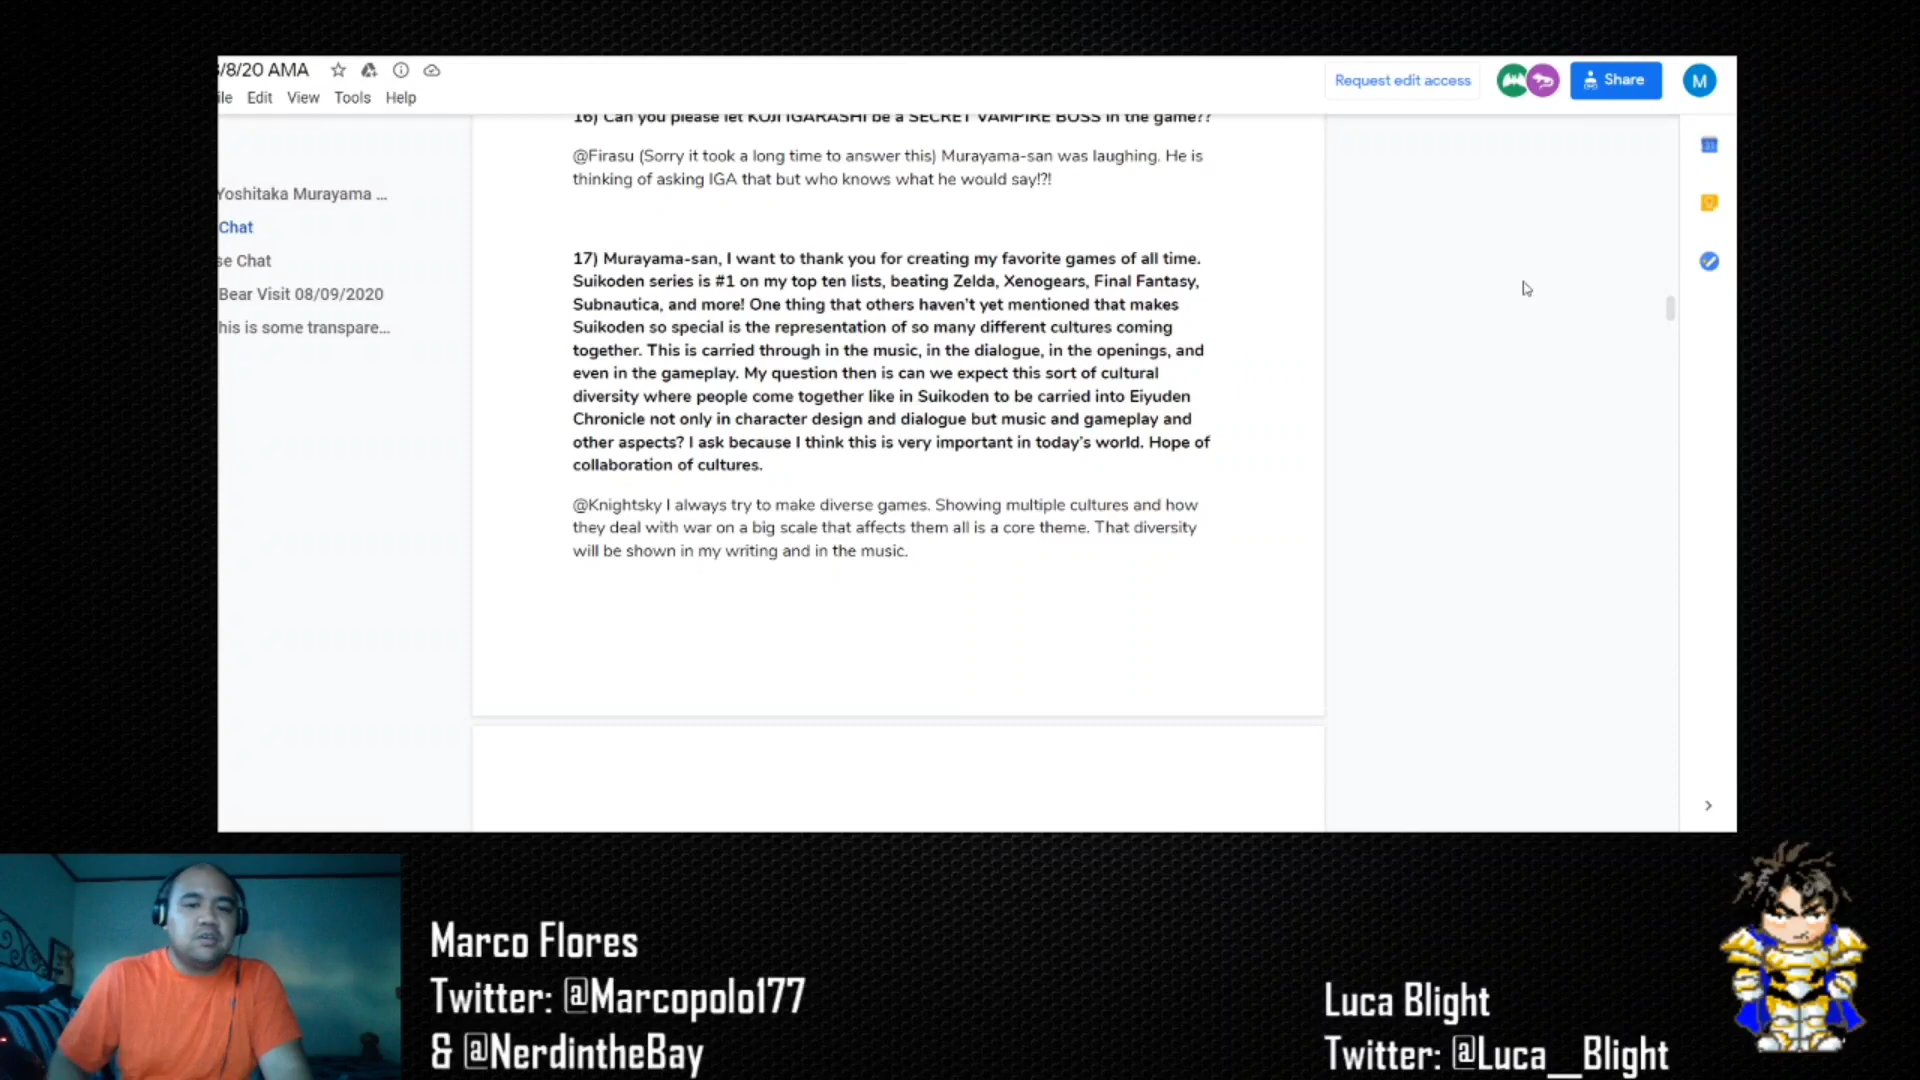 /8/20 AMA
ile Edit View Tools Help
Request edit access
Share
M
Yoshitaka Murayama ...
Chat
se Chat
Bear Visit 08/09/2020
his is some transpare...
16) Can you please let KOJI IGARASHI be a SECRET VAMPIRE BOSS in the game??
@Firasu (Sorry it took a long time to answer this) Murayama-san was laughing. He is
thinking of asking IGA that but who knows what he would say!?!
17) Murayama-san, I want to thank you for creating my favorite games of all time.
Suikoden series is #1 on my top ten lists, beating Zelda, Xenogears, Final Fantasy,
Subnautica, and more! One thing that others haven't yet mentioned that makes
Suikoden so special is the representation of so many different cultures coming
together. This is carried through in the music, in the dialogue, in the openings, and
even in the gameplay. My question then is can we expect this sort of cultural
diversity where people come together like in Suikoden to be carried into Eiyuden
Chronicle not only in character design and dialogue but music and gameplay and
other aspects? I ask because I think this is very important in today's world. Hope of
collaboration of cultures.
@Knightsky I always try to make diverse games. Showing multiple cultures and how
they deal with war on a big scale that affects them all is a core theme. That diversity
will be shown in my writing and in the music.
Marco Flores
Twitter: @Marcopolo177
& @NerdintheBay
Luca Blight
Twitter: @Luca__Blight